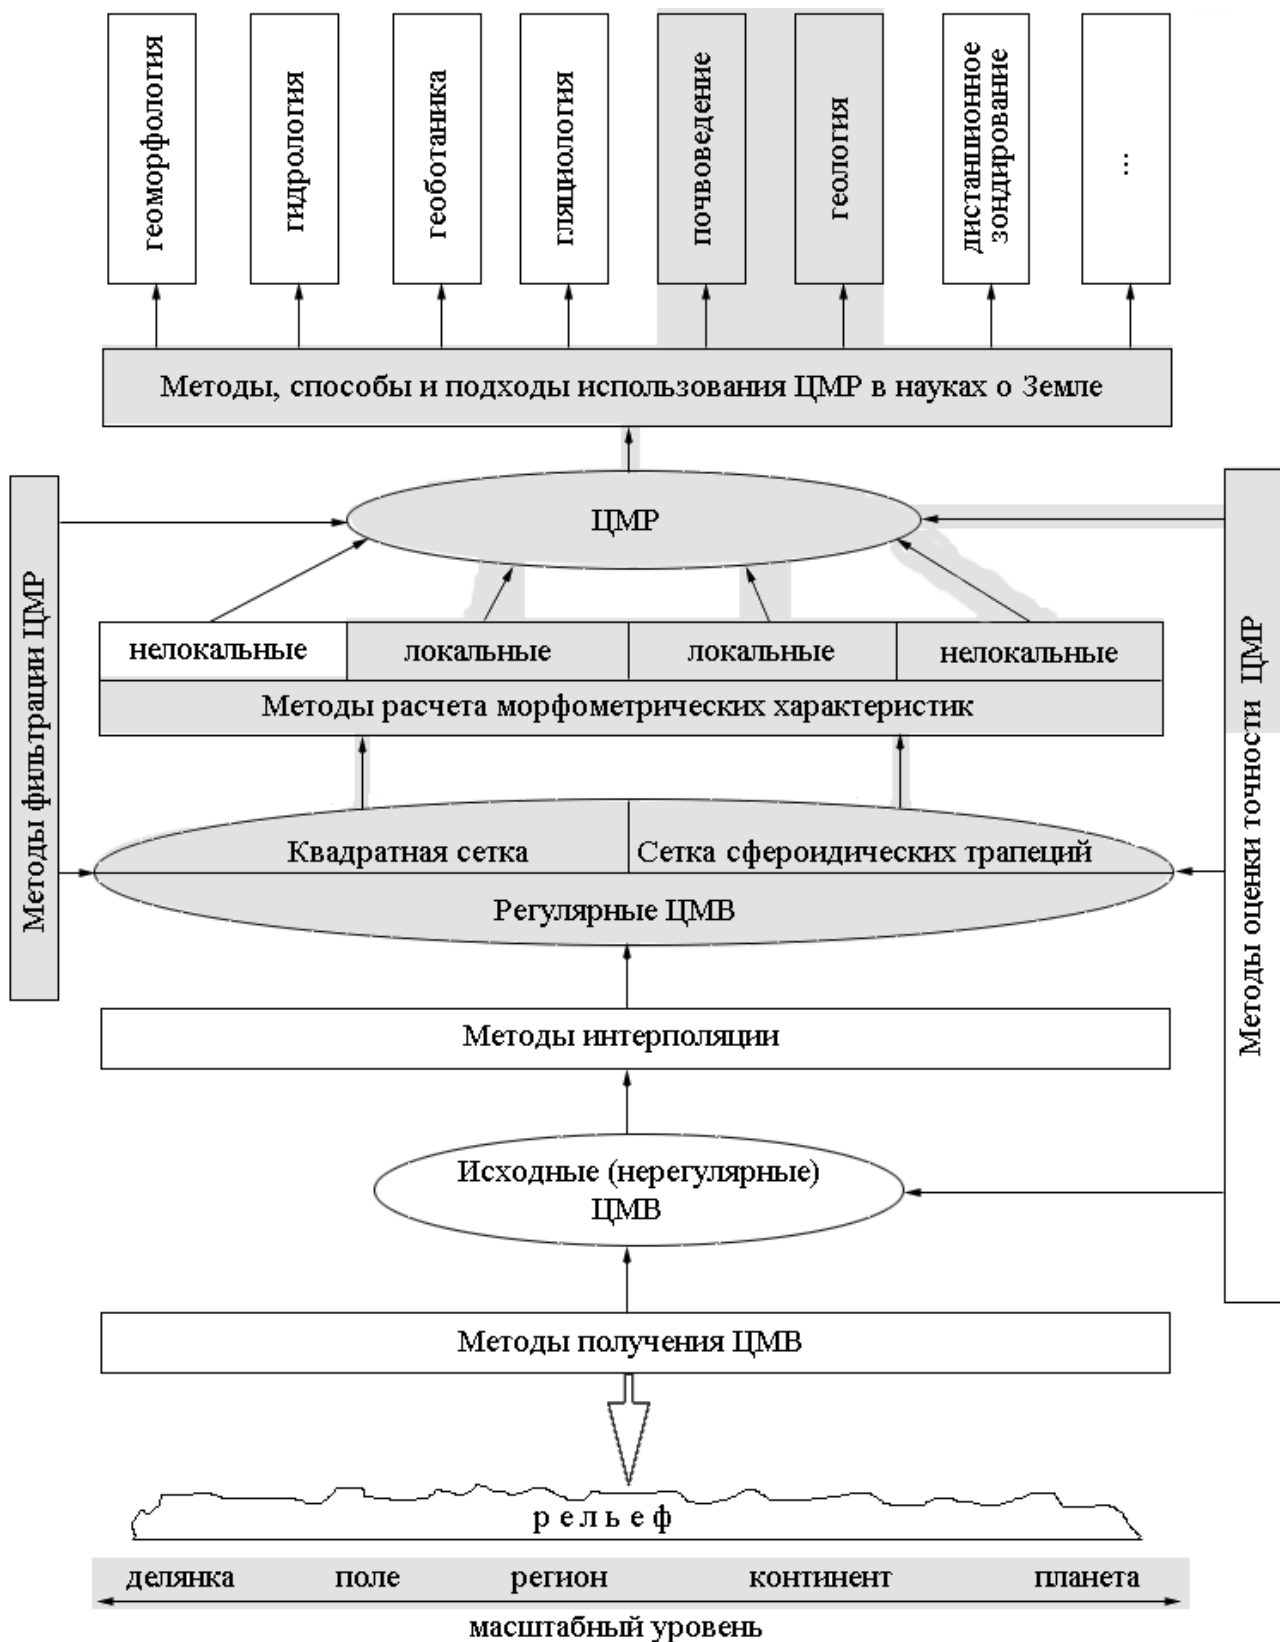 геоморфология
гидрология
геоботаника
гляциология
почвоведение
геология
дистанционное
зондирование
...
Методы, способы и подходы использования ЦМР в науках о Земле
ЦМР
Методы фильтрации ЦМР
Методы оценки точности ЦМР
нелокальные
локальные
локальные
нелокальные
Методы расчета морфометрических характеристик
Квадратная сетка
Сетка сфероидических трапеций
Регулярные ЦМВ
Методы интерполяции
Исходные (нерегулярные)
ЦМВ
Методы получения ЦМВ
рельеф
делянка поле регион континент планета
масштабный уровень